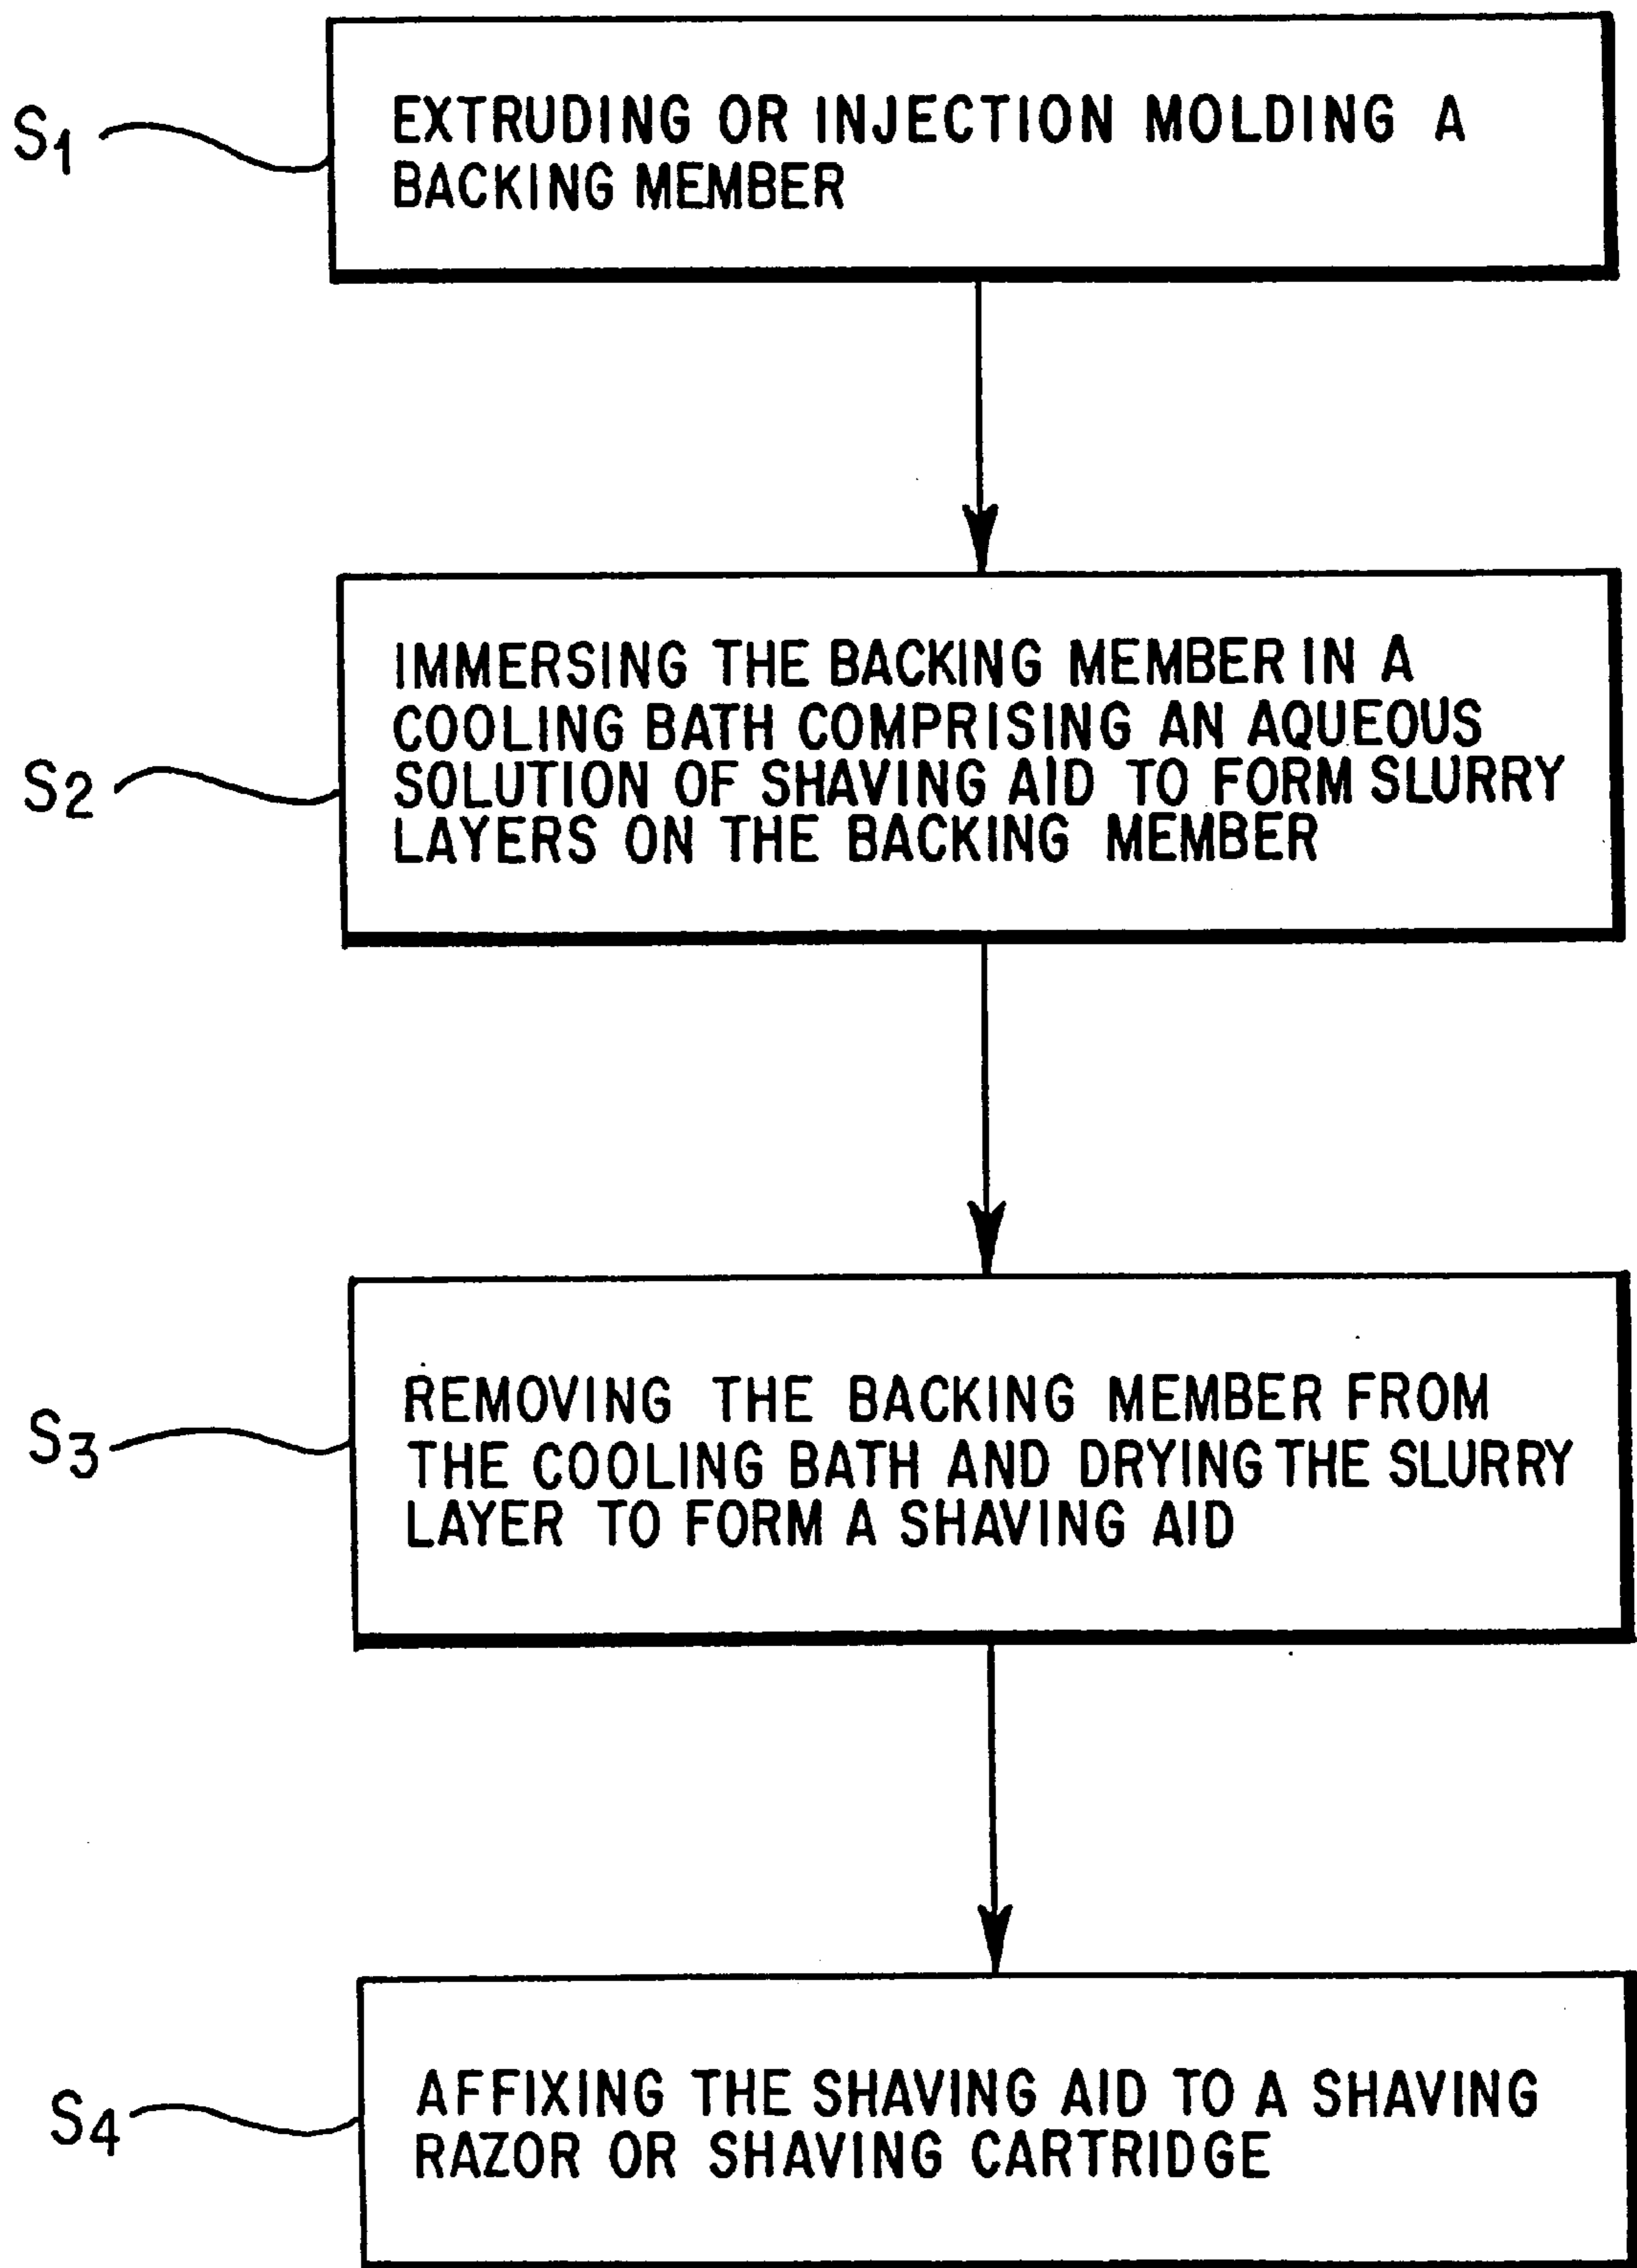 S1
EXTRUDING OR INJECTION MOLDING A
BACKING MEMBER
S2
IMMERSING THE BACKING MEMBER IN A
COOLING BATH COMPRISING AN AQUEOUS
SOLUTION OF SHAVING AID TO FORM SLURRY
LAYERS ON THE BACKING MEMBER
S3
REMOVING THE BACKING MEMBER FROM
THE COOLING BATH AND DRYING THE SLURRY
LAYER TO FORM A SHAVING AID
S4
AFFIXING THE SHAVING AID TO A SHAVING
RAZOR OR SHAVING CARTRIDGE